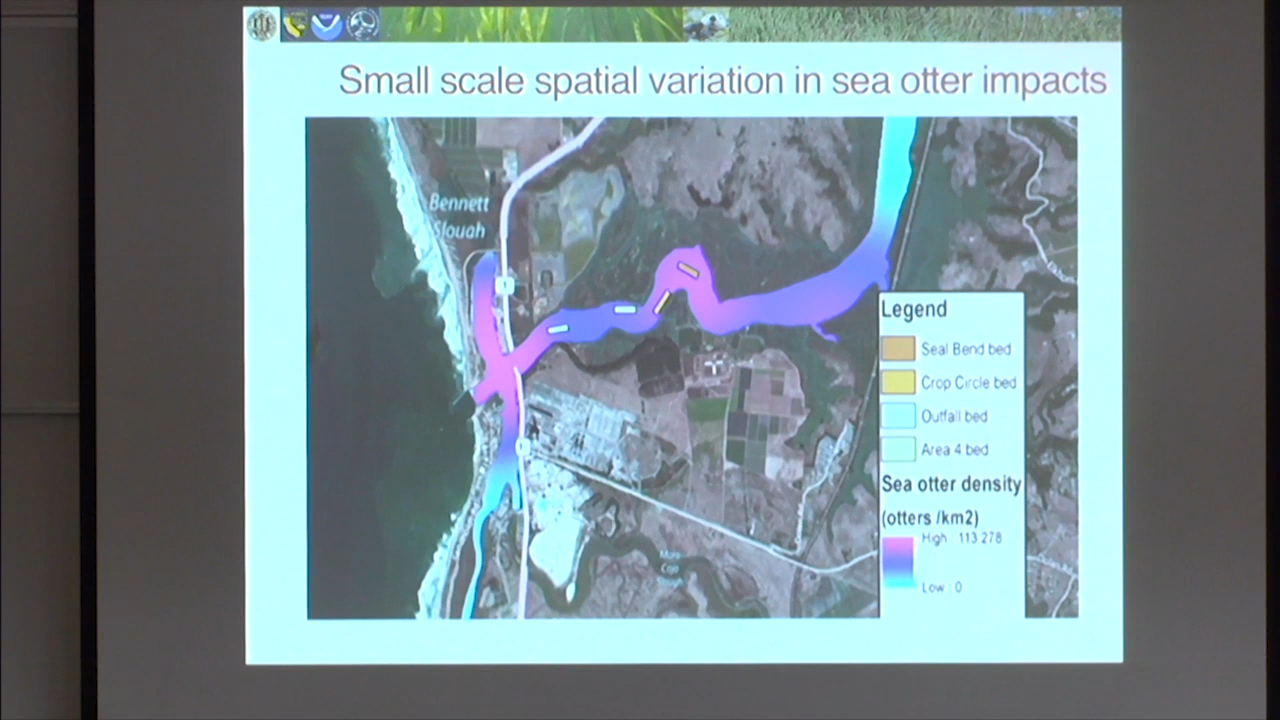 Small scale spatial variation in sea otter impacts
Bennett
Slough
Legend
Seal Bend bed
Crop Circle bed
Outfall bed
Area 4 bed
Sea otter density
(otters /km2)
High : 113.278
Low : 0